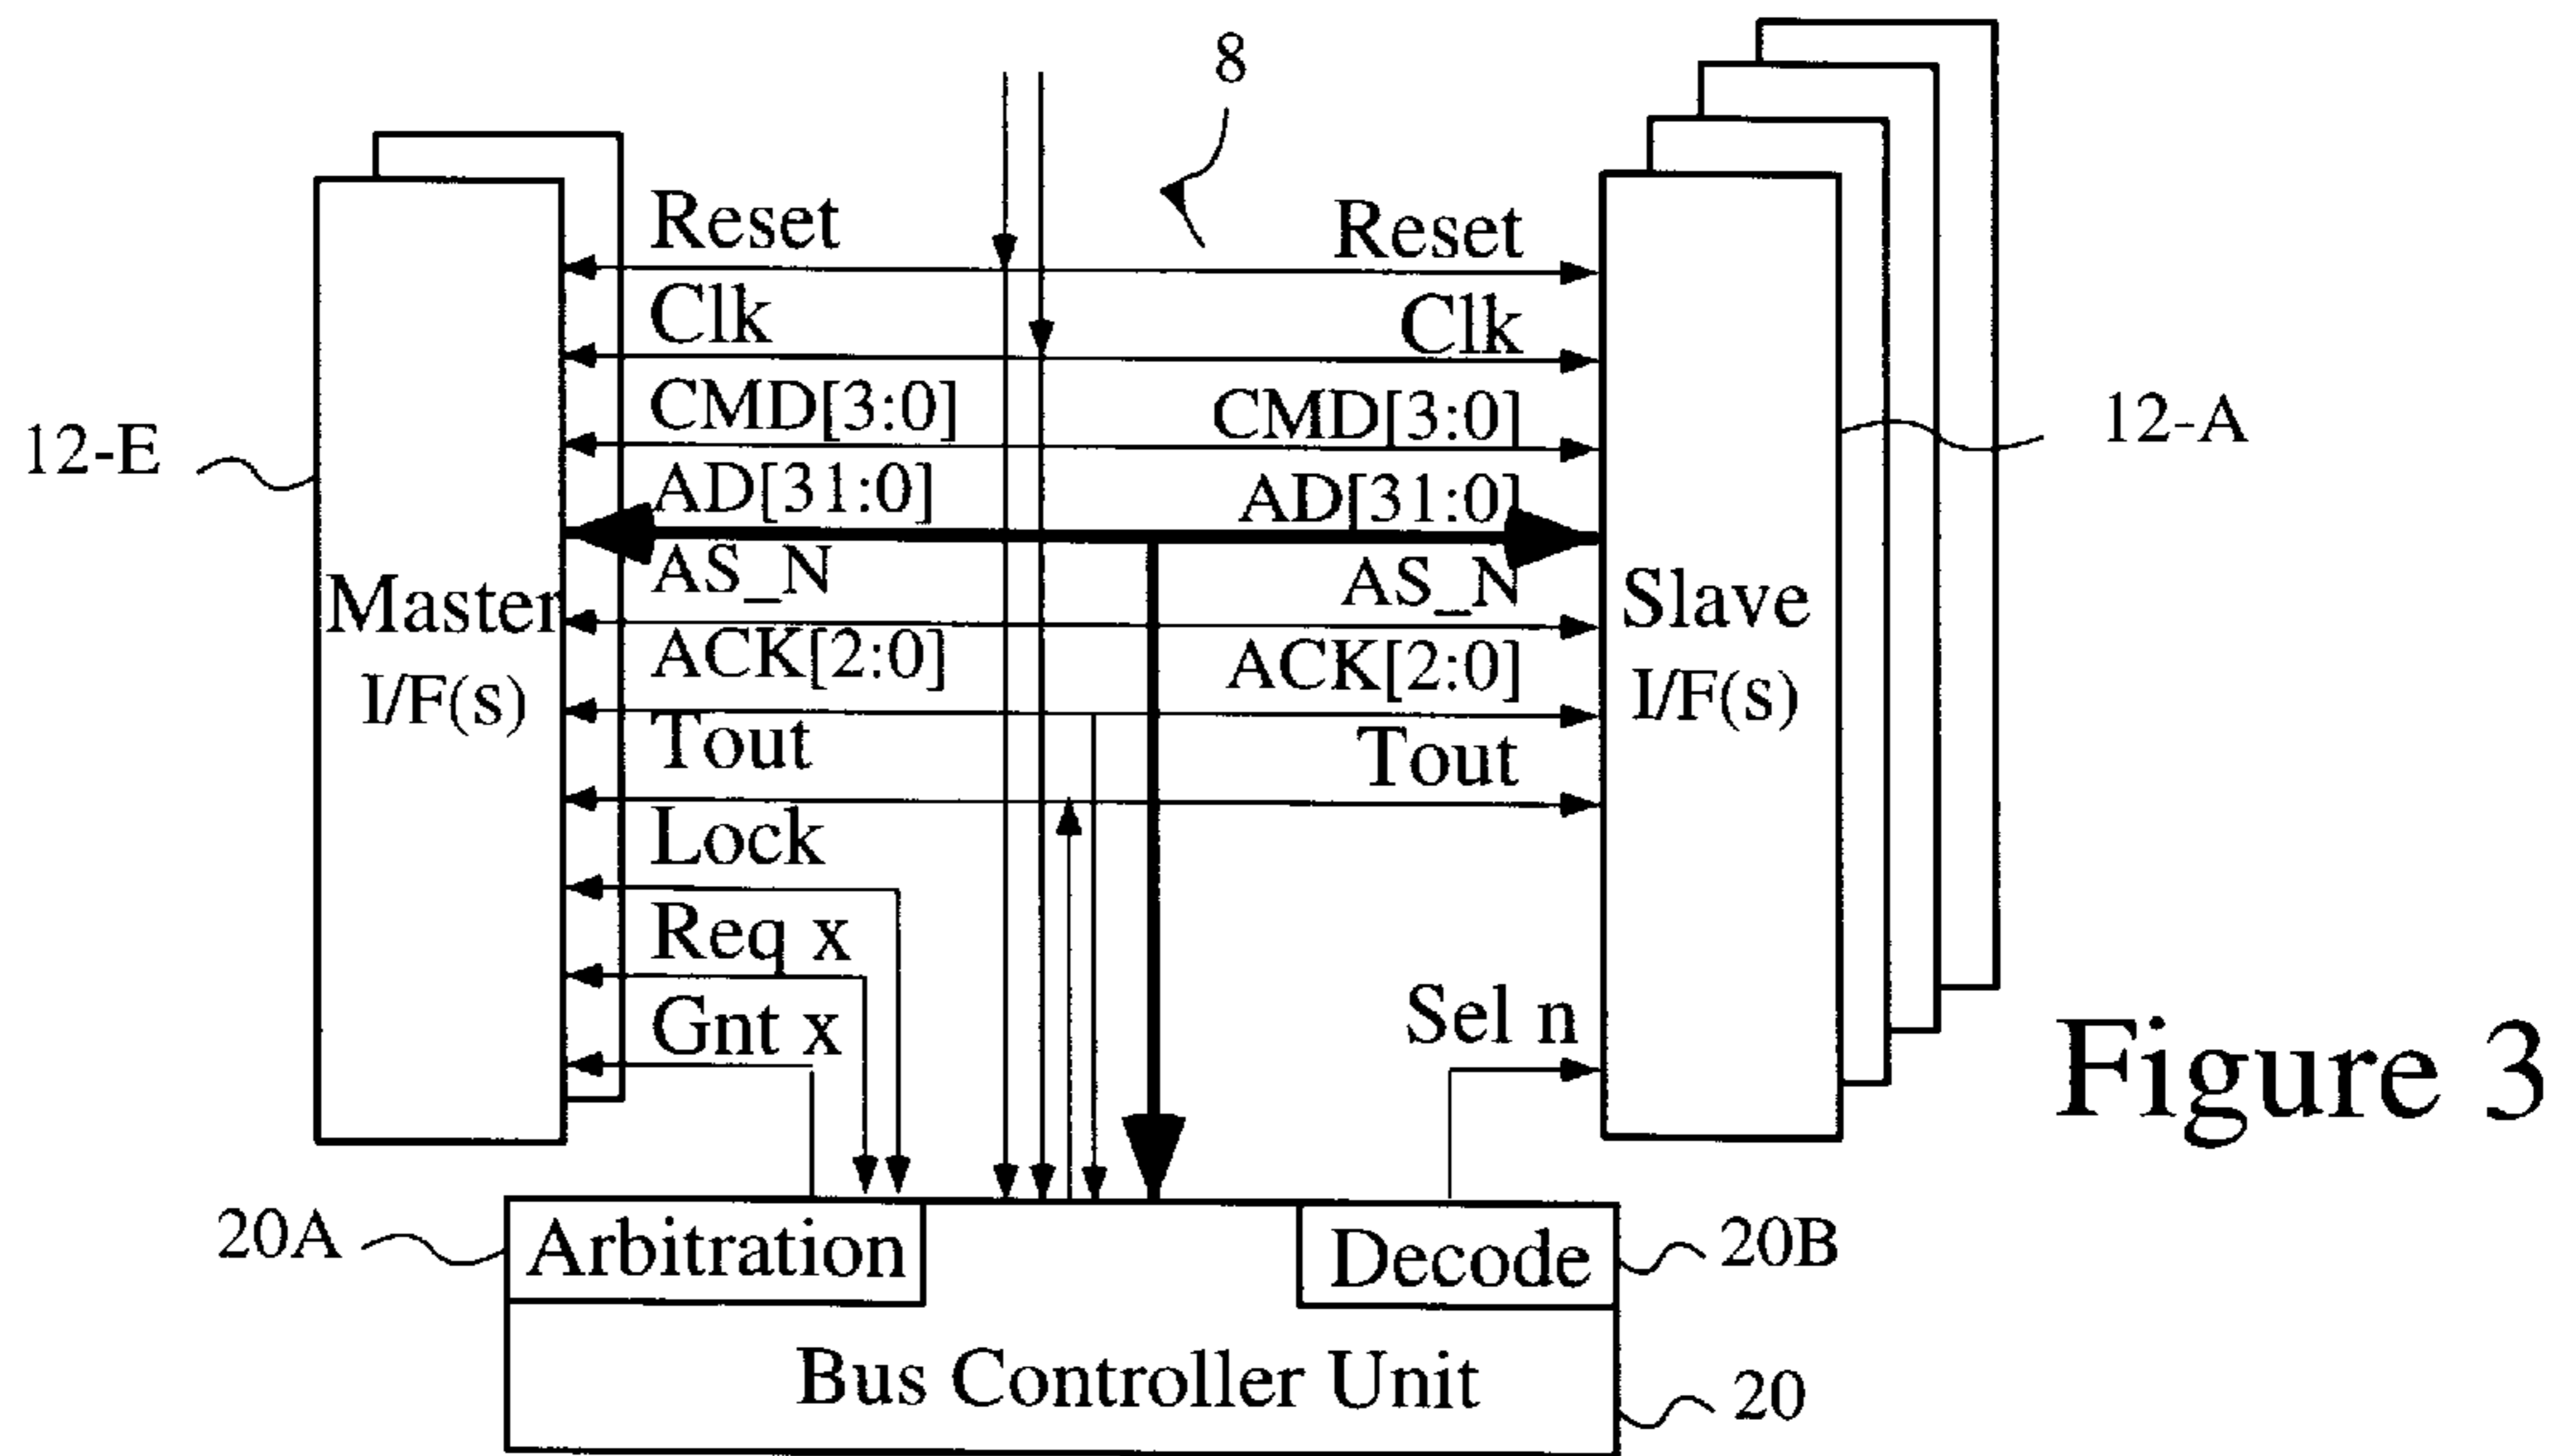 8
Reset Reset
Clk Clk
CMD[3:0] CMD[3:0]
12-E 12-A
AD[31:0] AD[31:0]
AS_N AS_N
Master Slave
ACK[2:0] ACK[2:0]
I/F(s) I/F(s)
Tout Tout
Lock
Req x
Gnt x Sel n
Figure 3
20A Arbitration Decode 20B
Bus Controller Unit 20